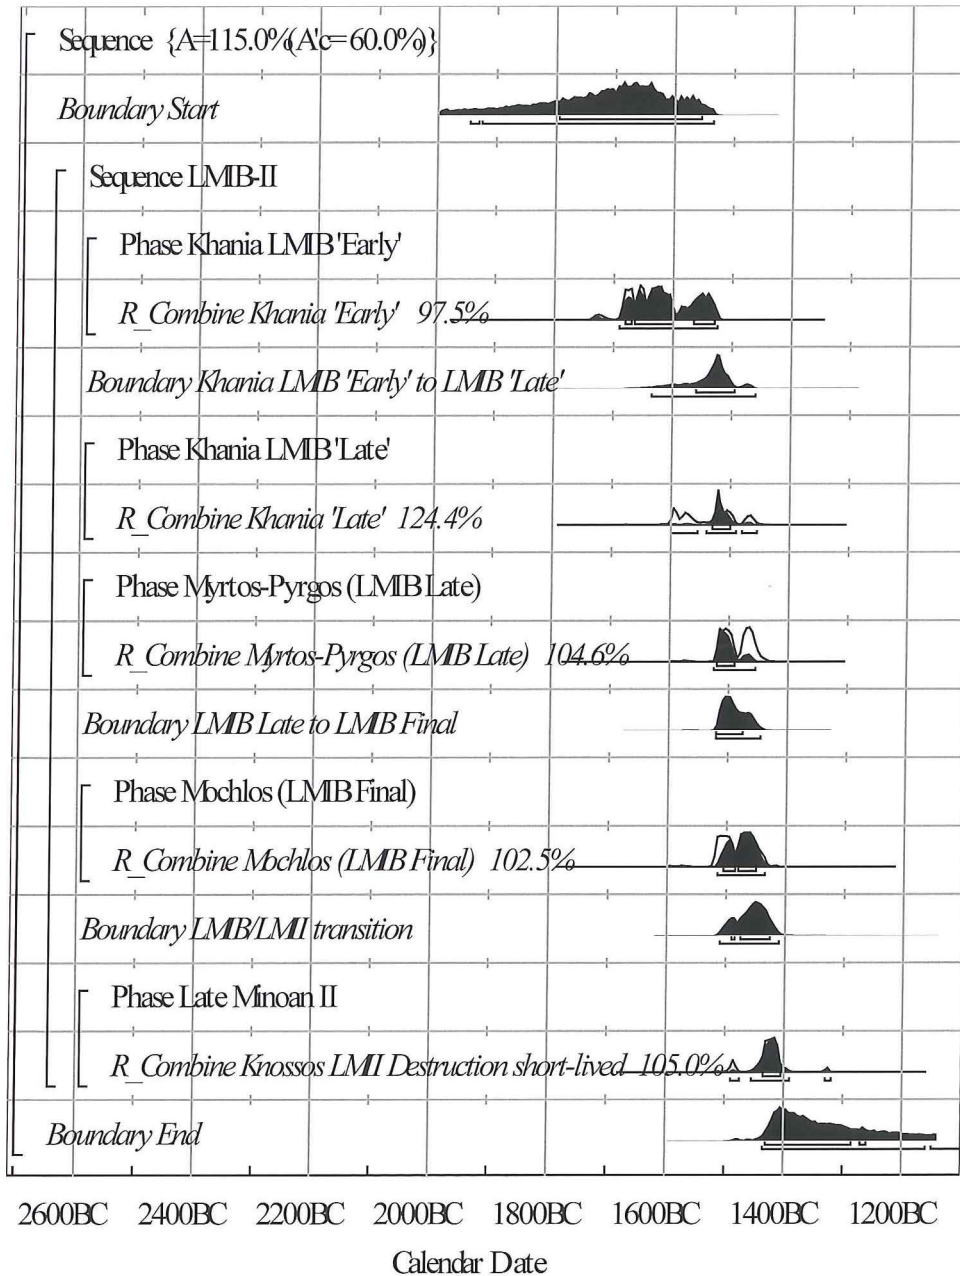 Sequence {A=115.0%(A'c=60.0%)}
Boundary Start
Sequence LMIB-II
Phase Khania LMIB 'Early'
R_Combine Khania 'Early' 97.5%
Boundary Khania LMIB 'Early' to LMIB 'Late'
Phase Khania LMIB 'Late'
R_Combine Khania 'Late' 124.4%
Phase Myrtos-Pyrgos (LMIB Late)
R_Combine Myrtos-Pyrgos (LMIB Late) 104.6%
Boundary LMIB Late to LMIB Final
Phase Mochlos (LMIB Final)
R_Combine Mochlos (LMIB Final) 102.5%
Boundary LMIB/LMII transition
Phase Late Minoan II
R_Combine Knossos LMII Destruction short-lived 105.0%
Boundary End
2600BC 2400BC 2200BC 2000BC 1800BC 1600BC 1400BC 1200BC
Calendar Date